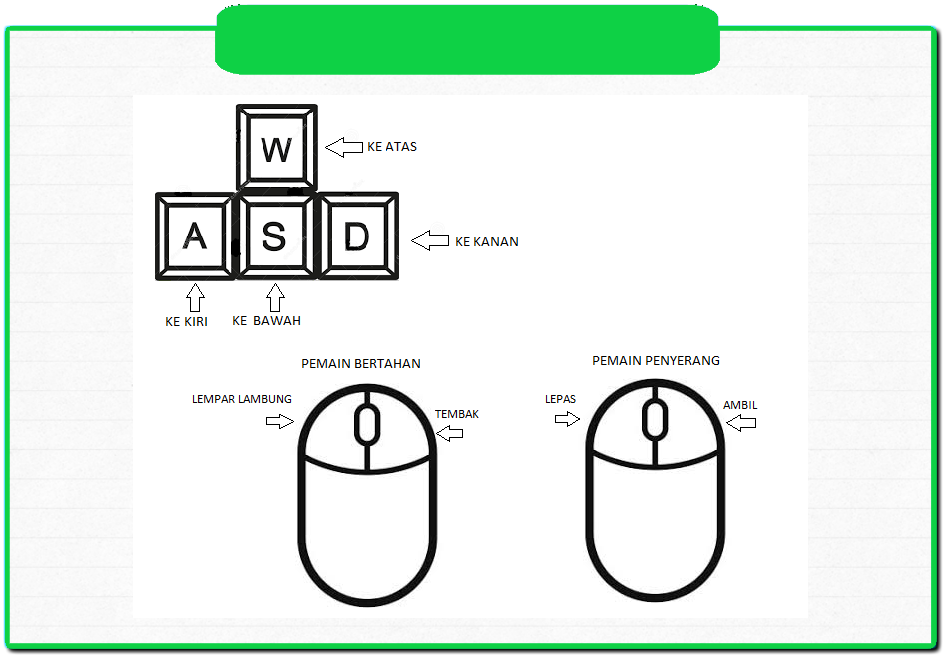 W
KE ATAS
A
S
D
KE KANAN
KE KIRI
KE BAWAH
PEMAIN BERTAHAN
LEMPAR LAMBUNG
TEMBAK
PEMAIN PENYERANG
LEPAS
AMBIL